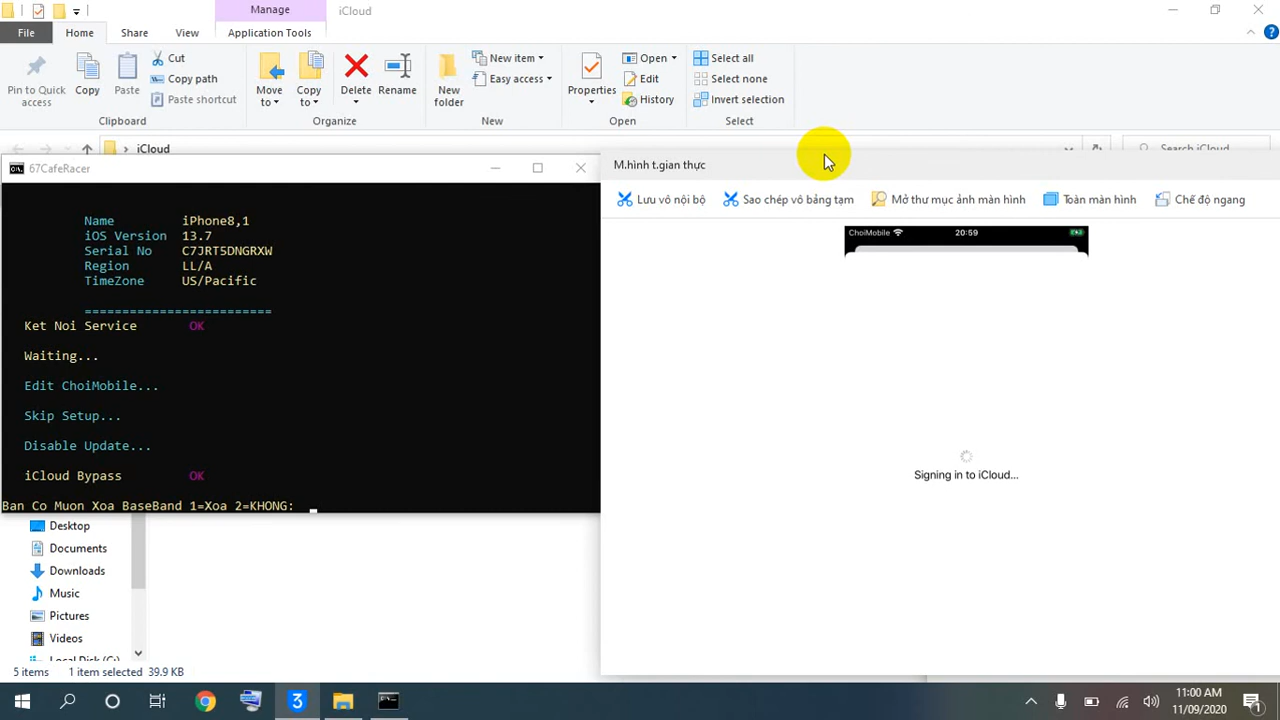 Manage
iCloud
File
Home
Share
View
Application Tools
Pin to Quick access
Copy
Paste
Cut
Copy path
Paste shortcut
Clipboard
Move to
Copy to
Delete
Rename
Organize
New folder
New item
Easy access
New
Properties
Open
Edit
History
Open
Select all
Select none
Invert selection
Select
iCloud
Search iCloud
67CafeRacer
Name iPhone8,1
iOS Version 13.7
Serial No C7JRT5DNGRXW
Region LL/A
TimeZone US/Pacific
=========================
Ket Noi Service OK
Waiting...
Edit ChoiMobile...
Skip Setup...
Disable Update...
iCloud Bypass OK
Ban Co Muon Xoa BaseBand 1=Xoa 2=KHONG:
M.hình t.gian thực
Lưu vô nội bộ
Sao chép vô bảng tạm
Mở thư mục ảnh màn hình
Toàn màn hình
Chế độ ngang
ChoiMobile
20:59
Signing in to iCloud...
Desktop
Documents
Downloads
Music
Pictures
Videos
Local Disk (C:)
5 items
1 item selected 39.9 KB
11:00 AM
11/09/2020
1